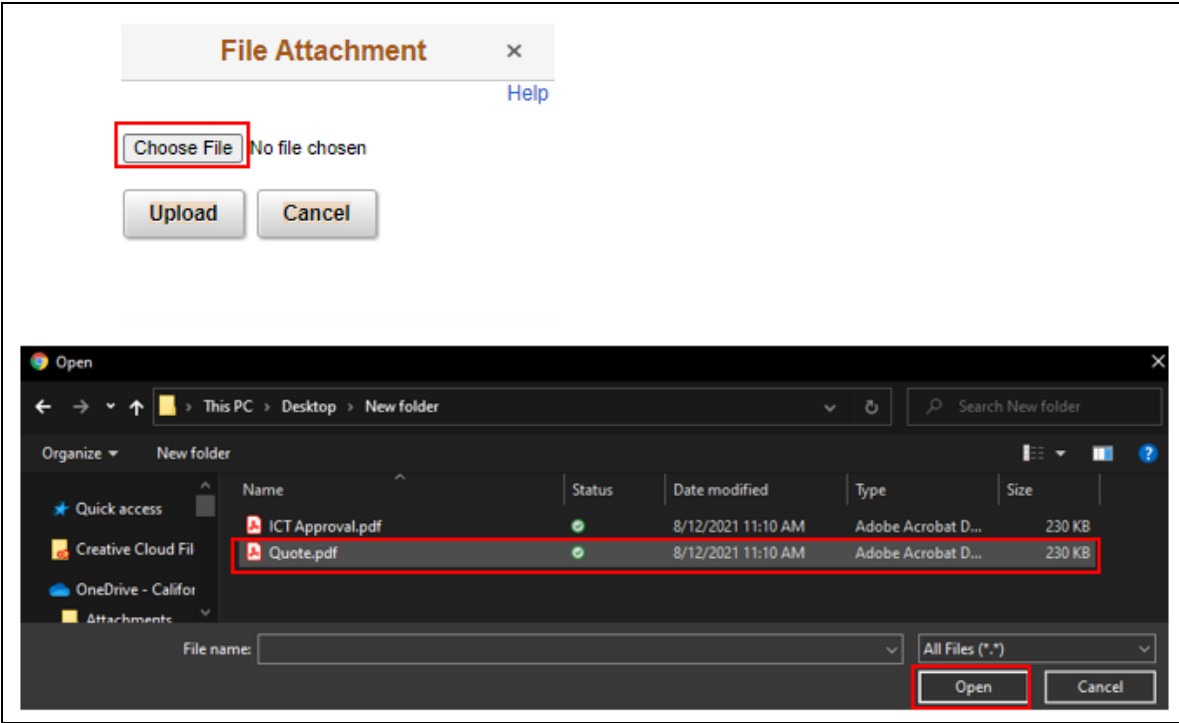 File Attachment ×
Help
Choose File No file chosen
Upload Cancel
Open
This PC > Desktop > New folder Search New folder
Organize New folder
Name Status Date modified Type Size
Quick access
ICT Approval.pdf 8/12/2021 11:10 AM Adobe Acrobat D... 230 KB
Creative Cloud Fil
Quote.pdf 8/12/2021 11:10 AM Adobe Acrobat D... 230 KB
OneDrive - Califor
Attachments
File name: All Files (*.*)
Open Cancel